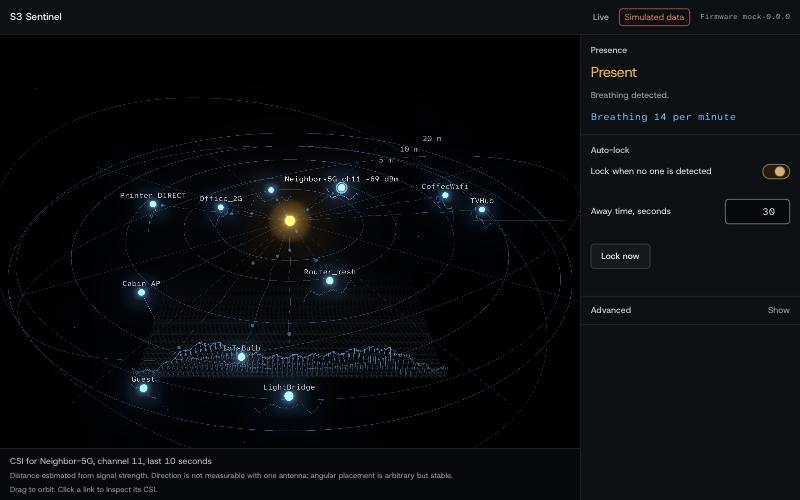 S3 Sentinel
Live
Simulated data
Firmware mock-0.0.0
Presence
Present
Breathing detected.
Breathing 14 per minute
Auto-lock
Lock when no one is detected
Away time, seconds
30
Lock now
Advanced
Show
20 m
10 m
5 m
Neighbor-5G ch11 -89 dBm
CoffeeWifi
Printer DIRECT
Office_2G
TVHub
Router_mesh
Cabin AP
IoT-Bulb
Guest
LightBridge
CSI for Neighbor-5G, channel 11, last 10 seconds
Distance estimated from signal strength. Direction is not measurable with one antenna: angular placement is arbitrary but stable.
Drag to orbit. Click a link to inspect its CSI.